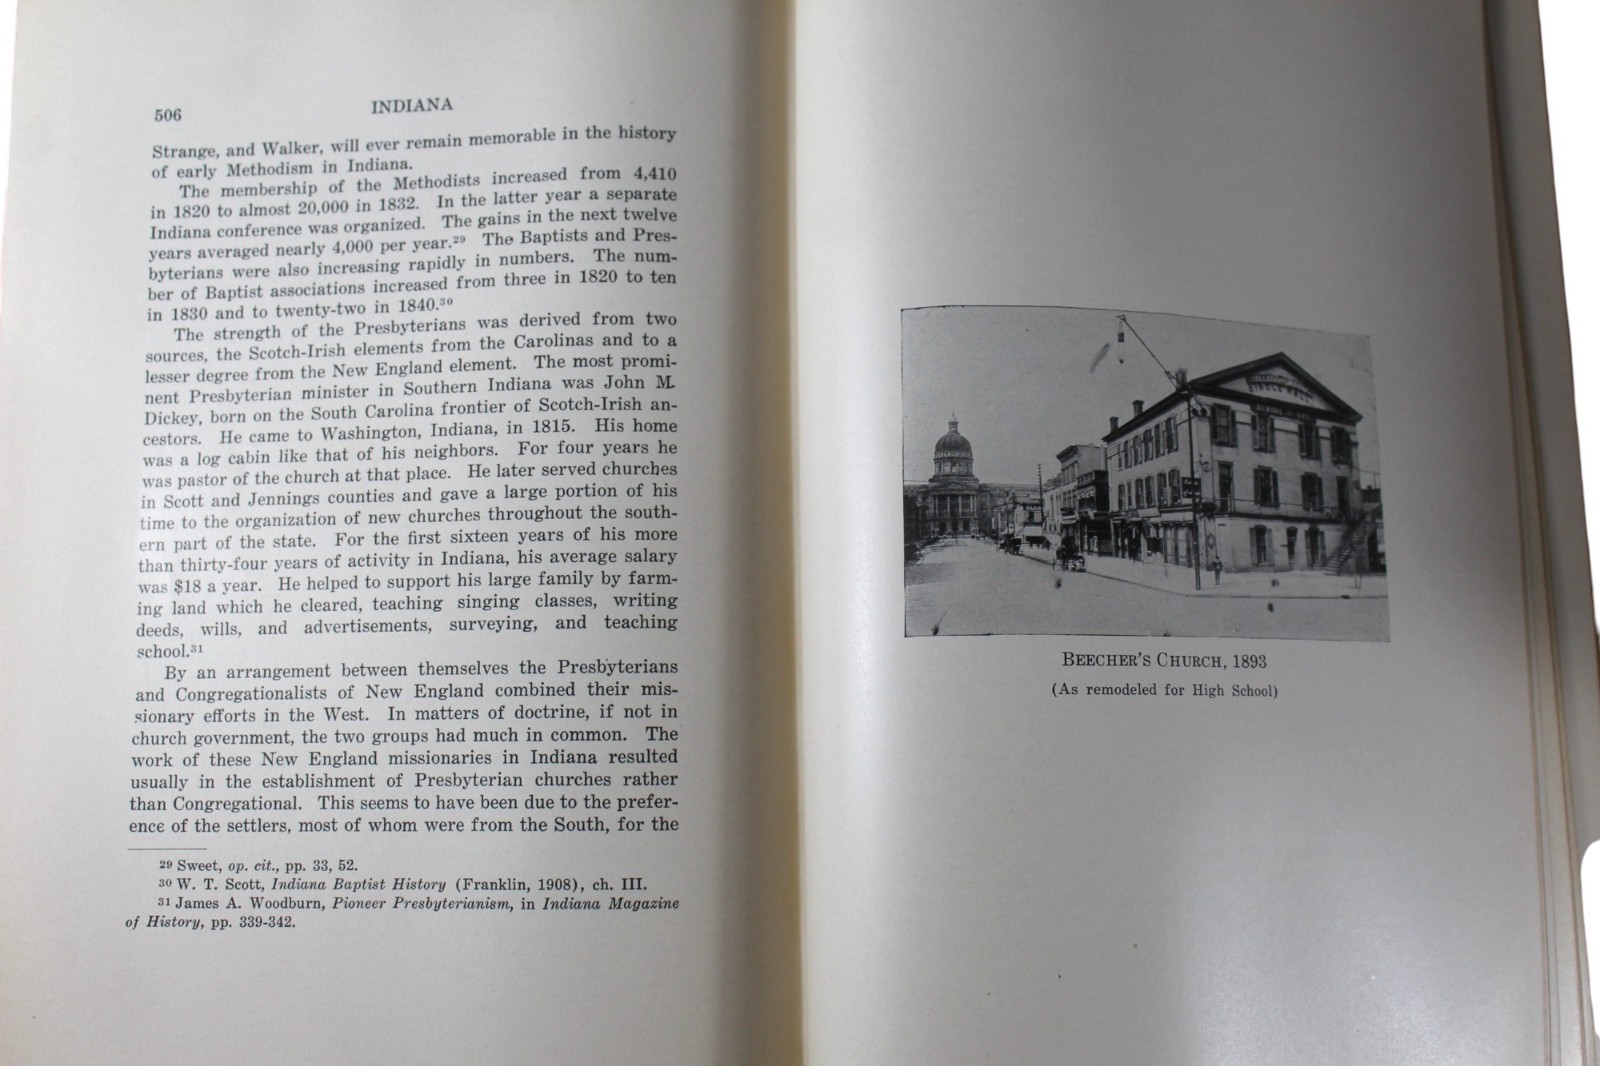 506
INDIANA
Strange, and Walker, will ever remain memorable in the history
of early Methodism in Indiana.
The membership of the Methodists increased from 4,410
in 1820 to almost 20,000 in 1832. In the latter year a separate
Indiana conference was organized. The gains in the next twelve
years averaged nearly 4,000 per year.²⁹ The Baptists and Pres-
byterians were also increasing rapidly in numbers. The num-
ber of Baptist associations increased from three in 1820 to ten
in 1830 and to twenty-two in 1840.³⁰
The strength of the Presbyterians was derived from two
sources, the Scotch-Irish elements from the Carolinas and to a
lesser degree from the New England element. The most promi-
nent Presbyterian minister in Southern Indiana was John M.
Dickey, born on the South Carolina frontier of Scotch-Irish an-
cestors. He came to Washington, Indiana, in 1815. His home
was a log cabin like that of his neighbors. For four years he
was pastor of the church at that place. He later served churches
in Scott and Jennings counties and gave a large portion of his
time to the organization of new churches throughout the south-
ern part of the state. For the first sixteen years of his more
than thirty-four years of activity in Indiana, his average salary
was $18 a year. He helped to support his large family by farm-
ing land which he cleared, teaching singing classes, writing
deeds, wills, and advertisements, surveying, and teaching
school.³¹
By an arrangement between themselves the Presbyterians
and Congregationalists of New England combined their mis-
sionary efforts in the West. In matters of doctrine, if not in
church government, the two groups had much in common. The
work of these New England missionaries in Indiana resulted
usually in the establishment of Presbyterian churches rather
than Congregational. This seems to have been due to the prefer-
ence of the settlers, most of whom were from the South, for the
29 Sweet, op. cit., pp. 33, 52.
30 W. T. Scott, Indiana Baptist History (Franklin, 1908), ch. III.
31 James A. Woodburn, Pioneer Presbyterianism, in Indiana Magazine
of History, pp. 339-342.
BEECHER'S CHURCH, 1893
(As remodeled for High School)